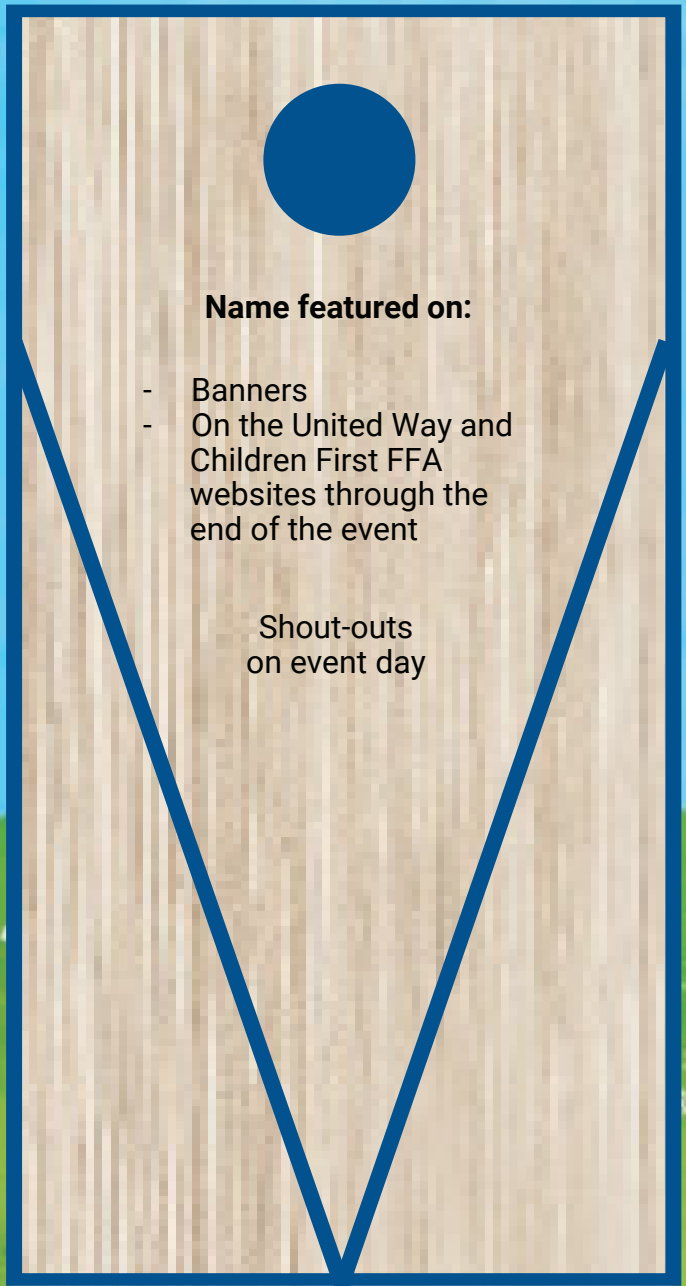 Name featured on:
- Banners
- On the United Way and
Children First FFA
websites through the
end of the event
Shout-outs
on event day